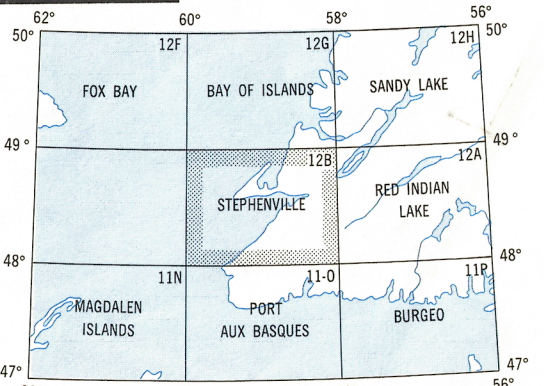 62° 60° 58° 56°
50° 12F 12G 12H 50°
FOX BAY BAY OF ISLANDS SANDY LAKE
49° 12B 12A 49°
STEPHENVILLE RED INDIAN
LAKE
48° 11N 11-O 11P 48°
MAGDALEN
ISLANDS PORT
AUX BASQUES BURGEO
47° 47°
56°